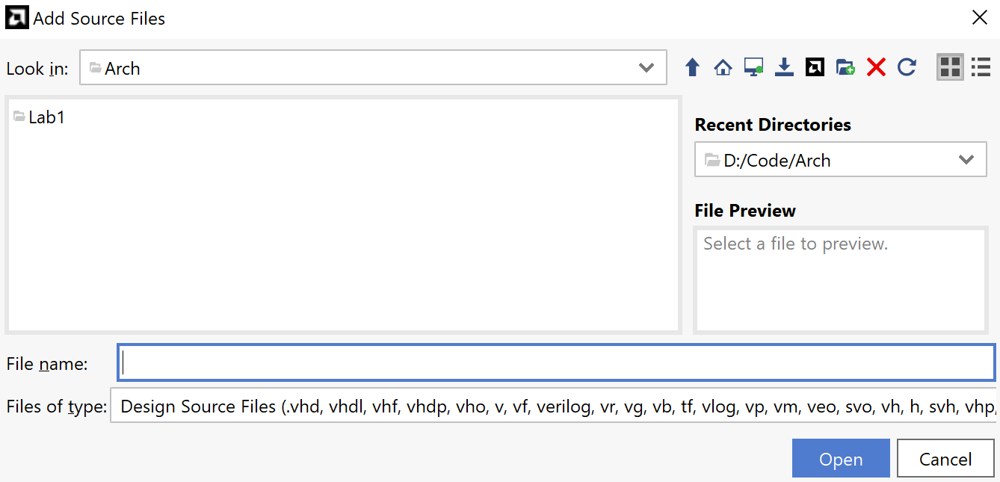 Add Source Files
Look in: Arch
Lab1
Recent Directories
D:/Code/Arch
File Preview
Select a file to preview.
File name:
Files of type: Design Source Files (.vhd, vhdl, vhf, vhdp, vho, v, vf, verilog, vr, vg, vb, tf, vlog, vp, vm, veo, svo, vh, h, svh, vhp,
Open Cancel